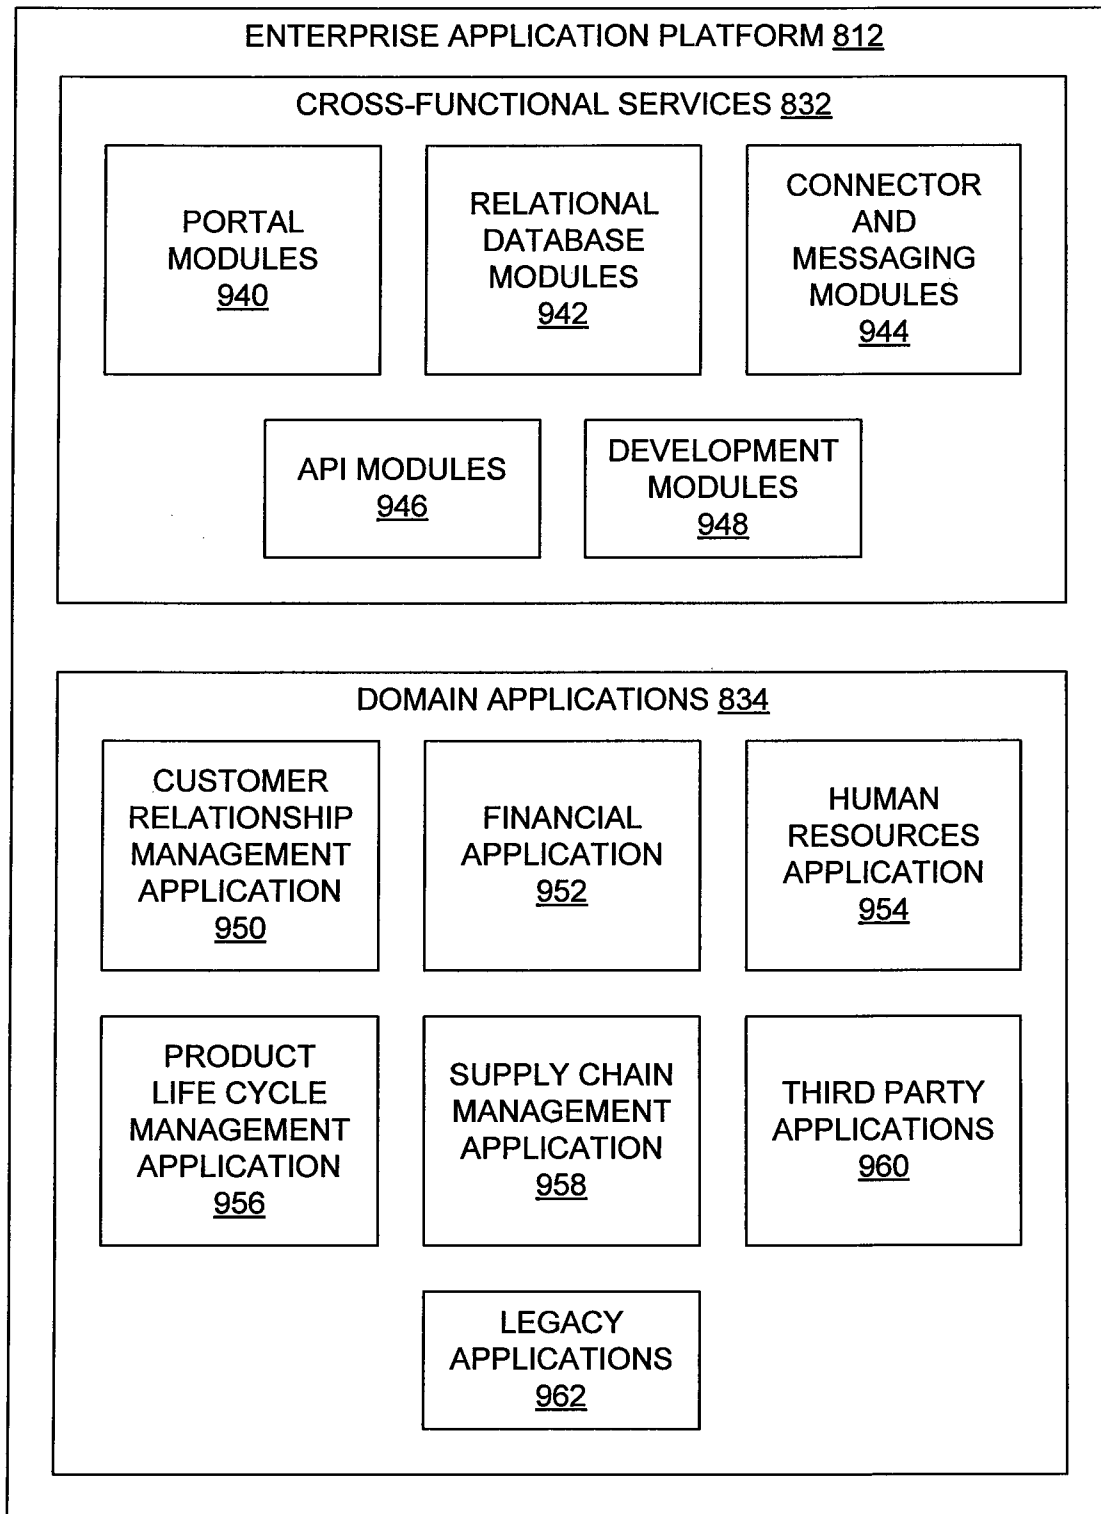 ENTERPRISE APPLICATION PLATFORM 812
CROSS-FUNCTIONAL SERVICES 832
PORTAL
MODULES
940
RELATIONAL
DATABASE
MODULES
942
CONNECTOR
AND
MESSAGING
MODULES
944
API MODULES
946
DEVELOPMENT
MODULES
948
DOMAIN APPLICATIONS 834
CUSTOMER
RELATIONSHIP
MANAGEMENT
APPLICATION
950
FINANCIAL
APPLICATION
952
HUMAN
RESOURCES
APPLICATION
954
PRODUCT
LIFE CYCLE
MANAGEMENT
APPLICATION
956
SUPPLY CHAIN
MANAGEMENT
APPLICATION
958
THIRD PARTY
APPLICATIONS
960
LEGACY
APPLICATIONS
962